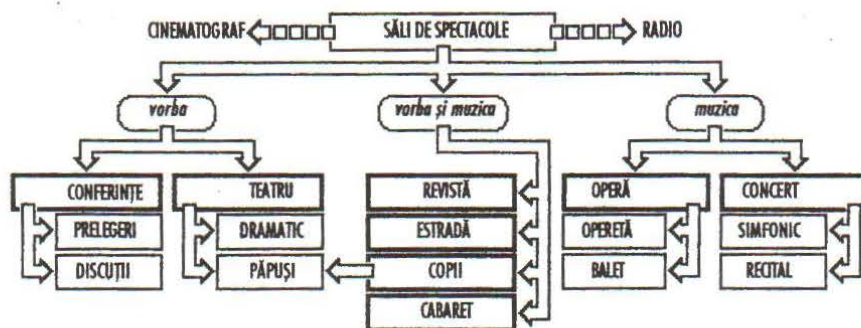 CINEMATOGRAF SĂLI DE SPECTACOLE RADIO
vorba vorba și muzica muzica
CONFERINȚE TEATRU REVISTĂ OPERĂ CONCERT
PRELEGERI DRAMATIC ESTRADĂ OPERETĂ SIMFONIC
DISCUȚII PĂPUȘI COPII BALET RECITAL
CABARET